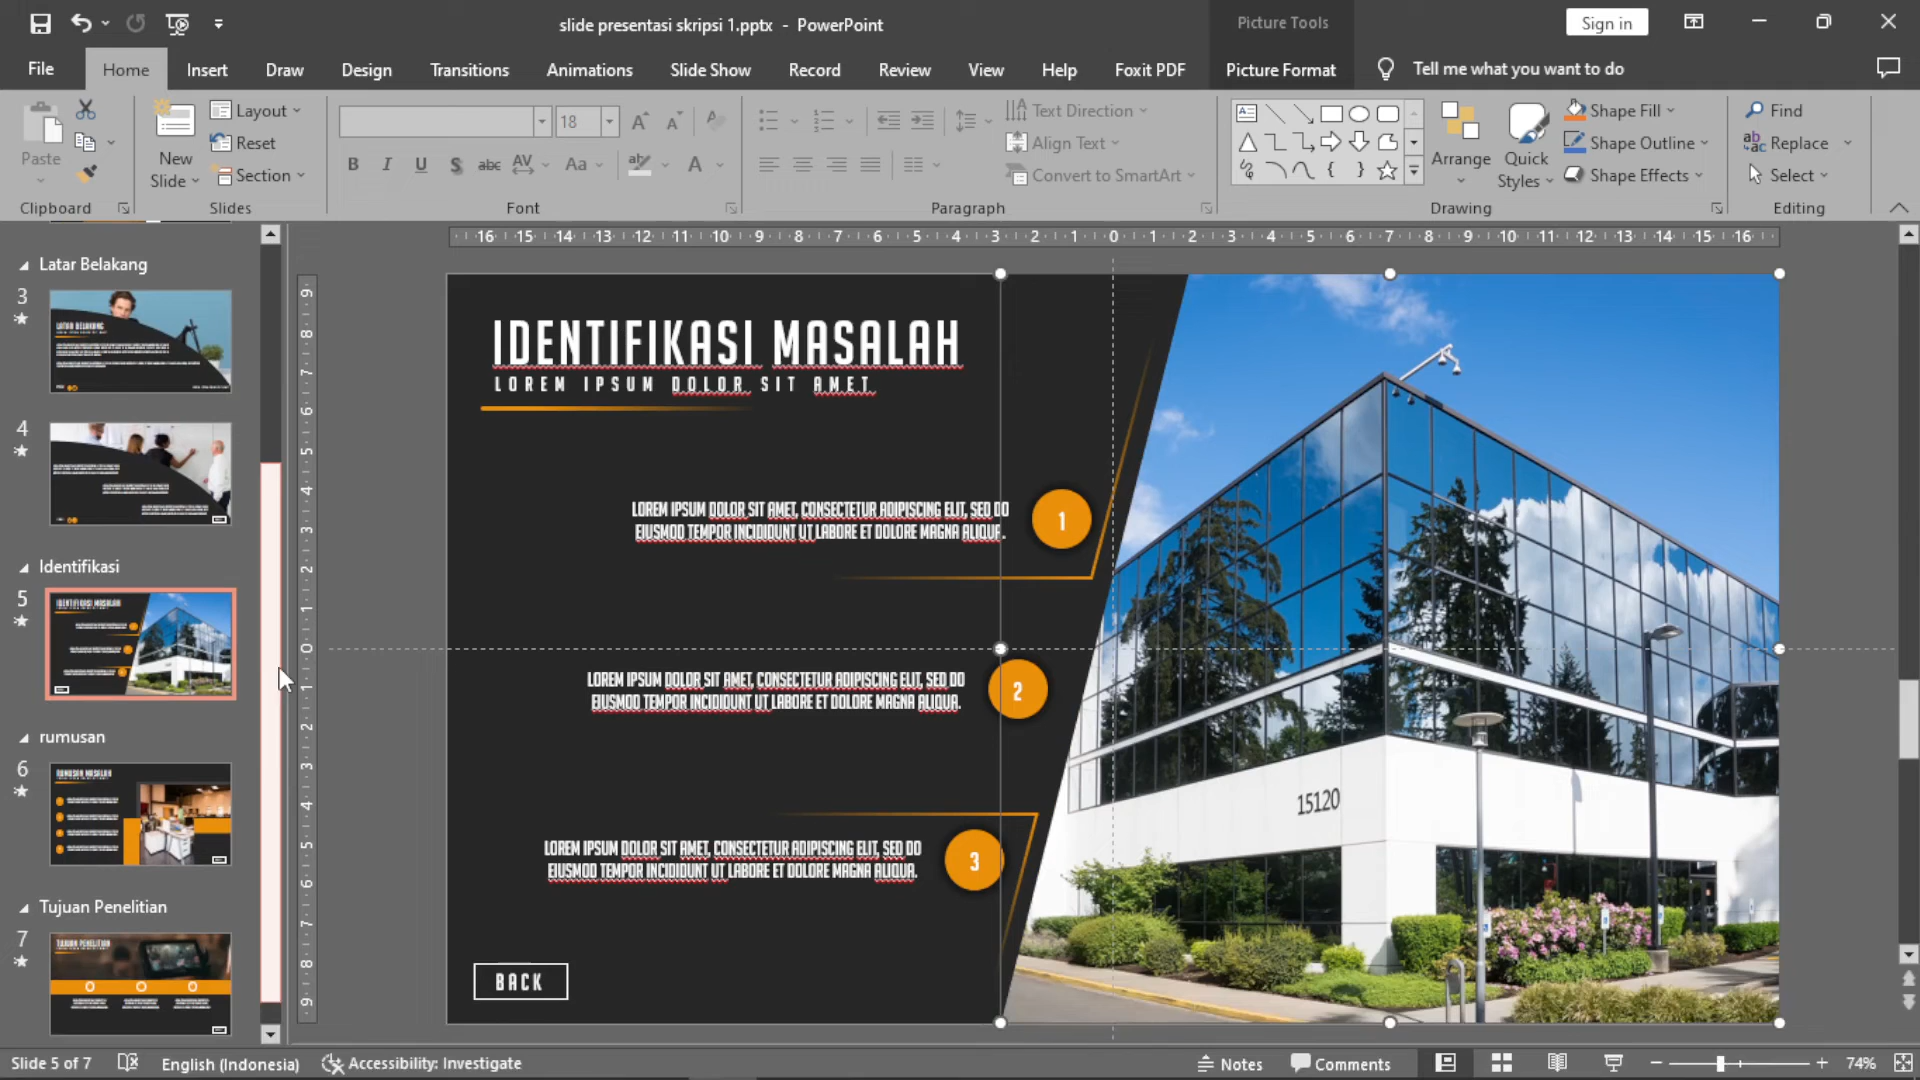 slide presentasi skripsi 1.pptx - PowerPoint
Picture Tools
Sign in
File
Home
Insert
Draw
Design
Transitions
Animations
Slide Show
Record
Review
View
Help
Foxit PDF
Picture Format
Tell me what you want to do
Paste
New
Slide
Layout
Reset
Section
18
Text Direction
Align Text
Convert to SmartArt
Arrange
Quick
Styles
Shape Fill
Shape Outline
Shape Effects
Find
Replace
Select
Clipboard
Slides
Font
Paragraph
Drawing
Editing
Latar Belakang
3
LATAR BELAKANG
4
Identifikasi
5
IDENTIFIKASI MASALAH
rumusan
6
RUMUSAN MASALAH
Tujuan Penelitian
7
TUJUAN PENELITIAN
IDENTIFIKASI MASALAH
LOREM IPSUM DOLOR SIT AMET
LOREM IPSUM DOLOR SIT AMET, CONSECTETUR ADIPISCING ELIT, SED DO
EIUSMOD TEMPOR INCIDIDUNT UT LABORE ET DOLORE MAGNA ALIQUA.
1
LOREM IPSUM DOLOR SIT AMET, CONSECTETUR ADIPISCING ELIT, SED DO
EIUSMOD TEMPOR INCIDIDUNT UT LABORE ET DOLORE MAGNA ALIQUA.
2
LOREM IPSUM DOLOR SIT AMET, CONSECTETUR ADIPISCING ELIT, SED DO
EIUSMOD TEMPOR INCIDIDUNT UT LABORE ET DOLORE MAGNA ALIQUA.
3
BACK
15120
Slide 5 of 7
English (Indonesia)
Accessibility: Investigate
Notes
Comments
74%